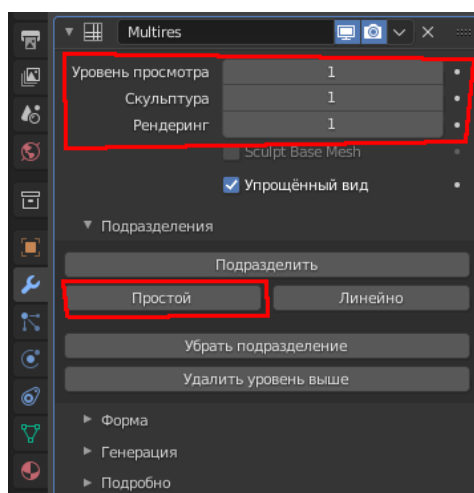 Multires
Уровень просмотра 1
Скульптура 1
Рендеринг 1
Sculpt Base Mesh
Упрощённый вид
Подразделения
Подразделить
Простой Линейно
Убрать подразделение
Удалить уровень выше
Форма
Генерация
Подробно